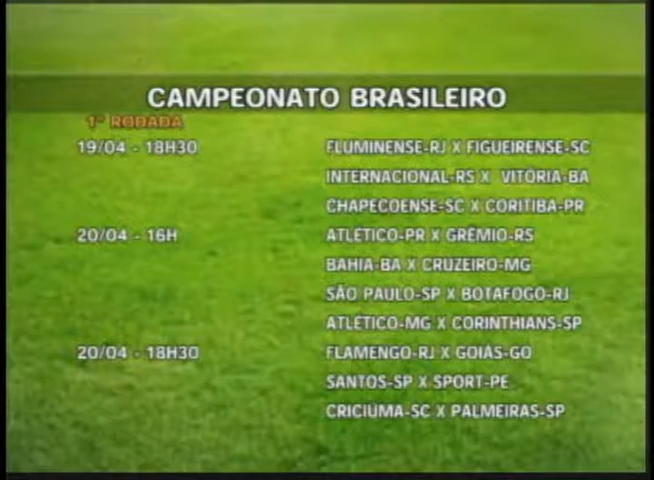 CAMPEONATO BRASILEIRO
1ª RODADA
19/04 - 18H30 FLUMINENSE-RJ X FIGUEIRENSE-SC
INTERNACIONAL-RS X VITÓRIA-BA
CHAPECOENSE-SC X CORITIBA-PR
20/04 - 16H ATLÉTICO-PR X GRÊMIO-RS
BAHIA-BA X CRUZEIRO-MG
SÃO PAULO-SP X BOTAFOGO-RJ
ATLÉTICO-MG X CORINTHIANS-SP
20/04 - 18H30 FLAMENGO-RJ X GOIÁS-GO
SANTOS-SP X SPORT-PE
CRICIÚMA-SC X PALMEIRAS-SP